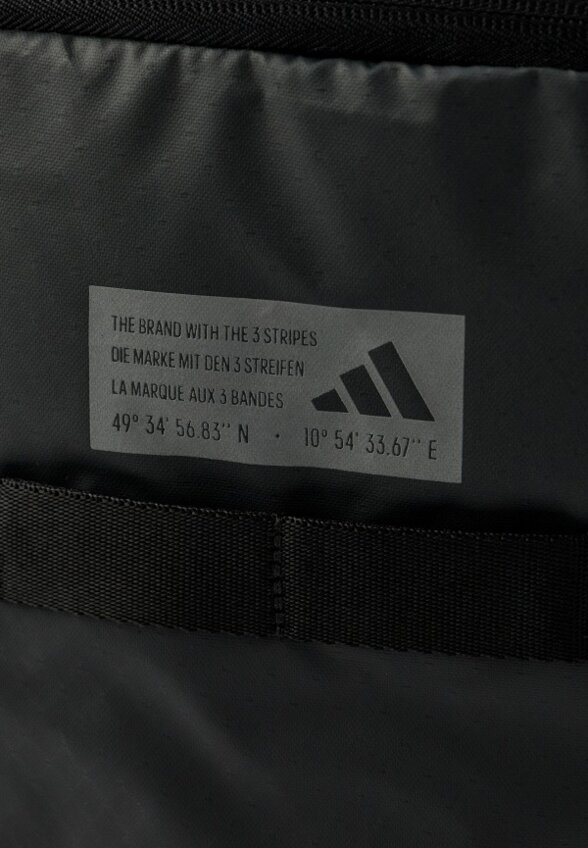 THE BRAND WITH THE 3 STRIPES
DIE MARKE MIT DEN 3 STREIFEN
LA MARQUE AUX 3 BANDES
49° 34' 56.83'' N · 10° 54' 33.67'' E